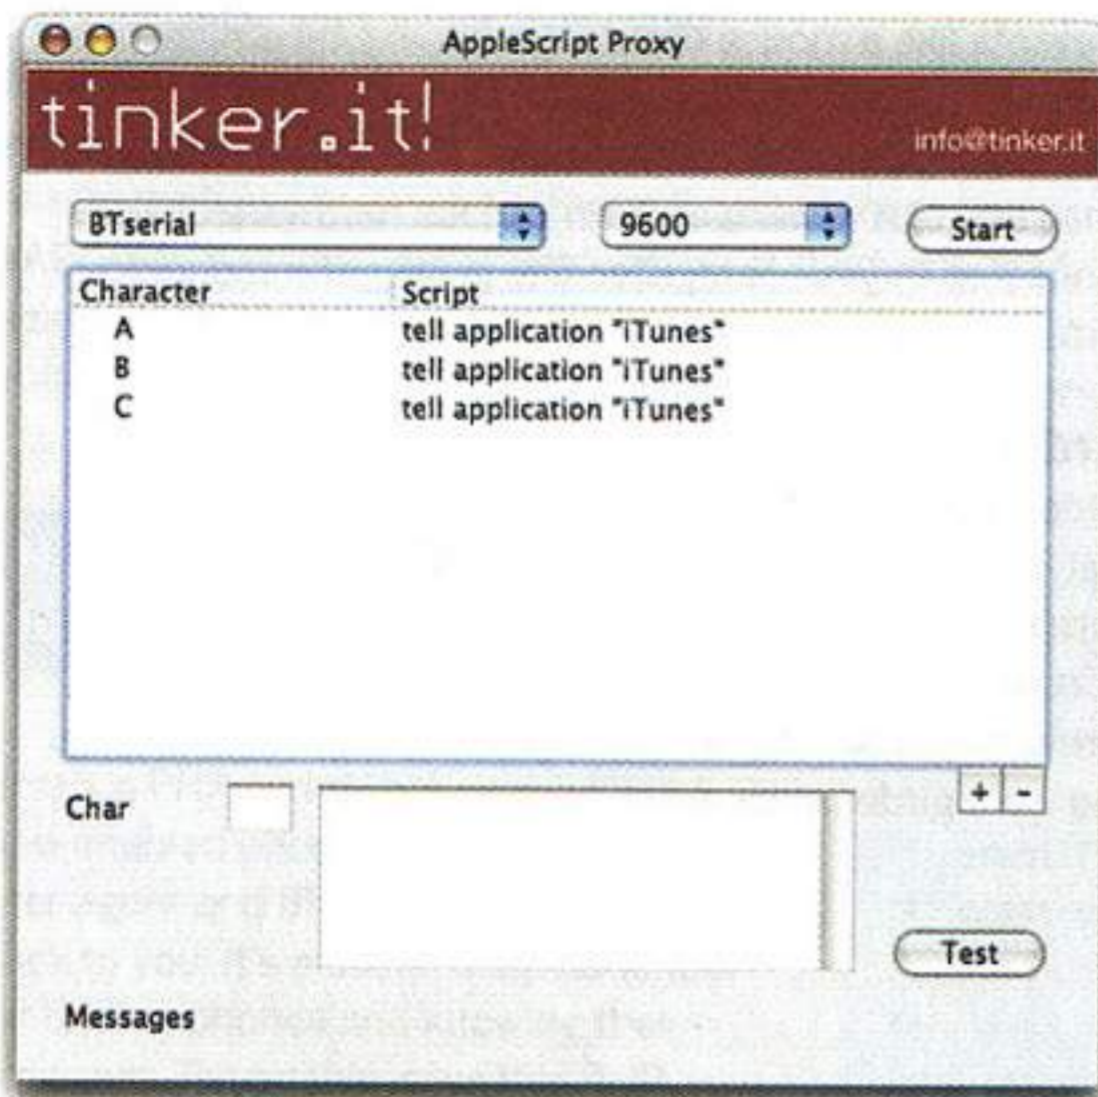 AppleScript Proxy
tinker.it!
info@tinker.it
BTserial 9600 Start
Character Script
A tell application "iTunes"
B tell application "iTunes"
C tell application "iTunes"
+ -
Char
Test
Messages